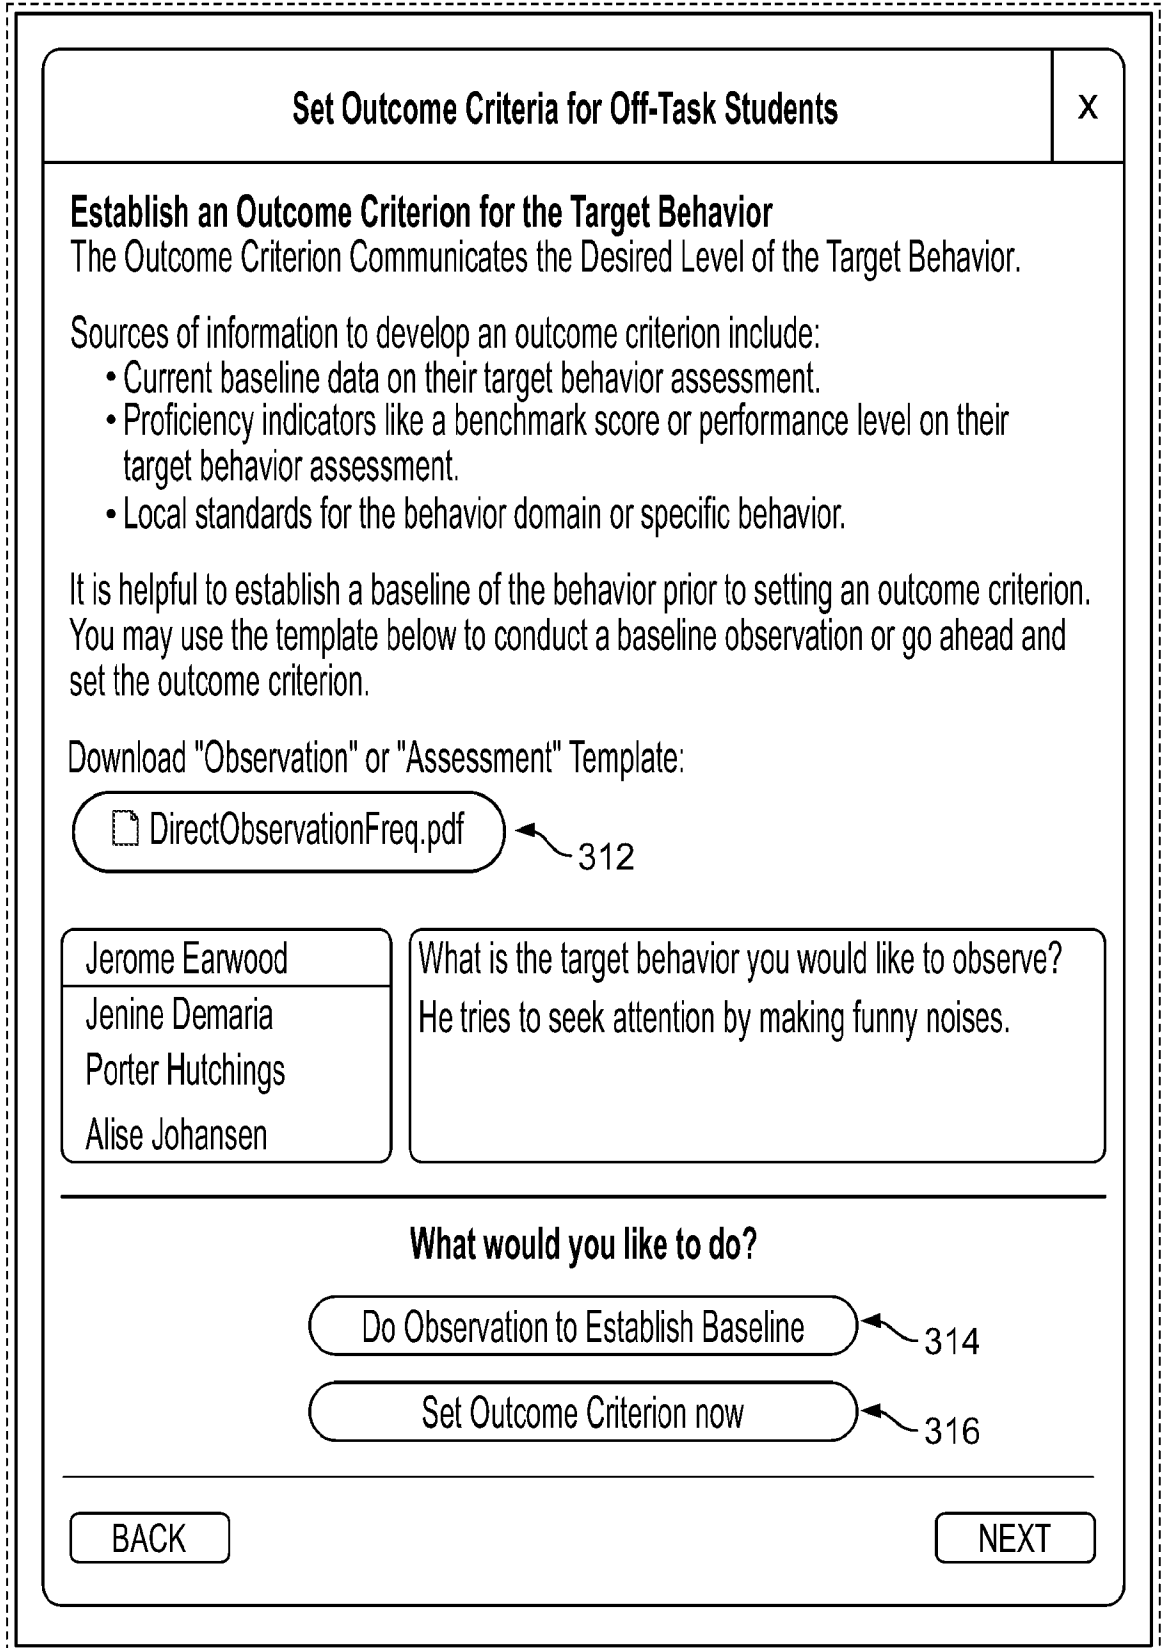 Set Outcome Criteria for Off-Task Students
X
Establish an Outcome Criterion for the Target Behavior
The Outcome Criterion Communicates the Desired Level of the Target Behavior.
Sources of information to develop an outcome criterion include:
• Current baseline data on their target behavior assessment.
• Proficiency indicators like a benchmark score or performance level on their
target behavior assessment.
• Local standards for the behavior domain or specific behavior.
It is helpful to establish a baseline of the behavior prior to setting an outcome criterion.
You may use the template below to conduct a baseline observation or go ahead and
set the outcome criterion.
Download "Observation" or "Assessment" Template:
DirectObservationFreq.pdf
312
Jerome Earwood
Jenine Demaria
Porter Hutchings
Alise Johansen
What is the target behavior you would like to observe?
He tries to seek attention by making funny noises.
What would you like to do?
Do Observation to Establish Baseline
314
Set Outcome Criterion now
316
BACK
NEXT